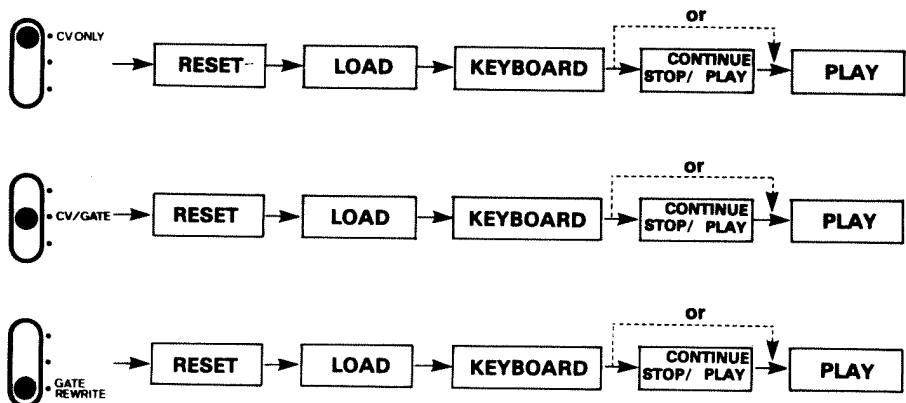 or
CV ONLY
RESET
LOAD
KEYBOARD
CONTINUE
STOP/ PLAY
PLAY
or
CV/GATE
RESET
LOAD
KEYBOARD
CONTINUE
STOP/ PLAY
PLAY
or
RESET
LOAD
KEYBOARD
CONTINUE
STOP/ PLAY
PLAY
GATE
REWRITE